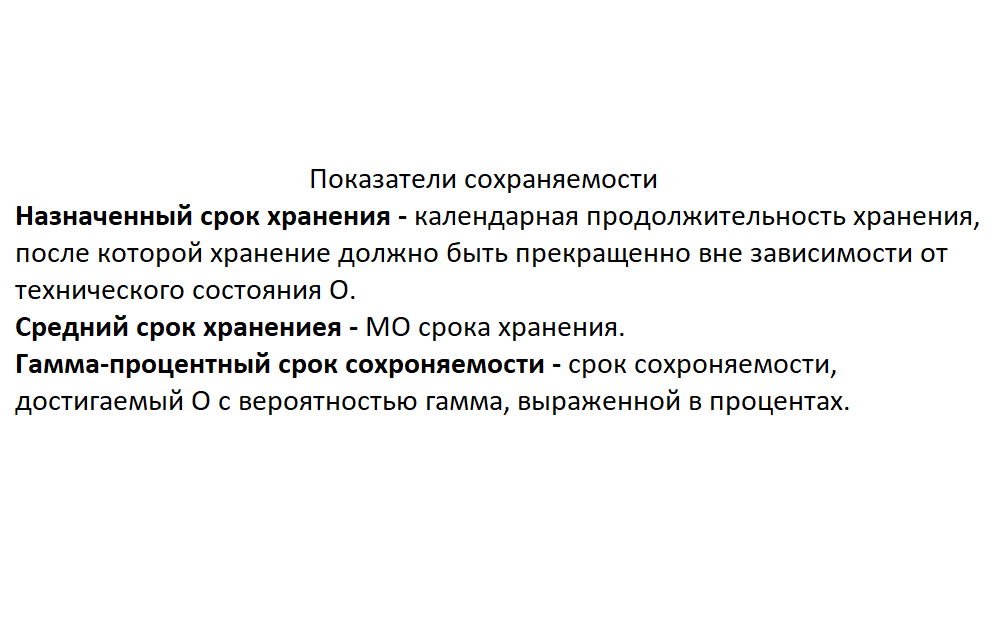 Показатели сохраняемости
Назначенный срок хранения - календарная продолжительность хранения,
после которой хранение должно быть прекращенно вне зависимости от
технического состояния О.
Средний срок хранениея - МО срока хранения.
Гамма-процентный срок сохроняемости - срок сохроняемости,
достигаемый О с вероятностью гамма, выраженной в процентах.